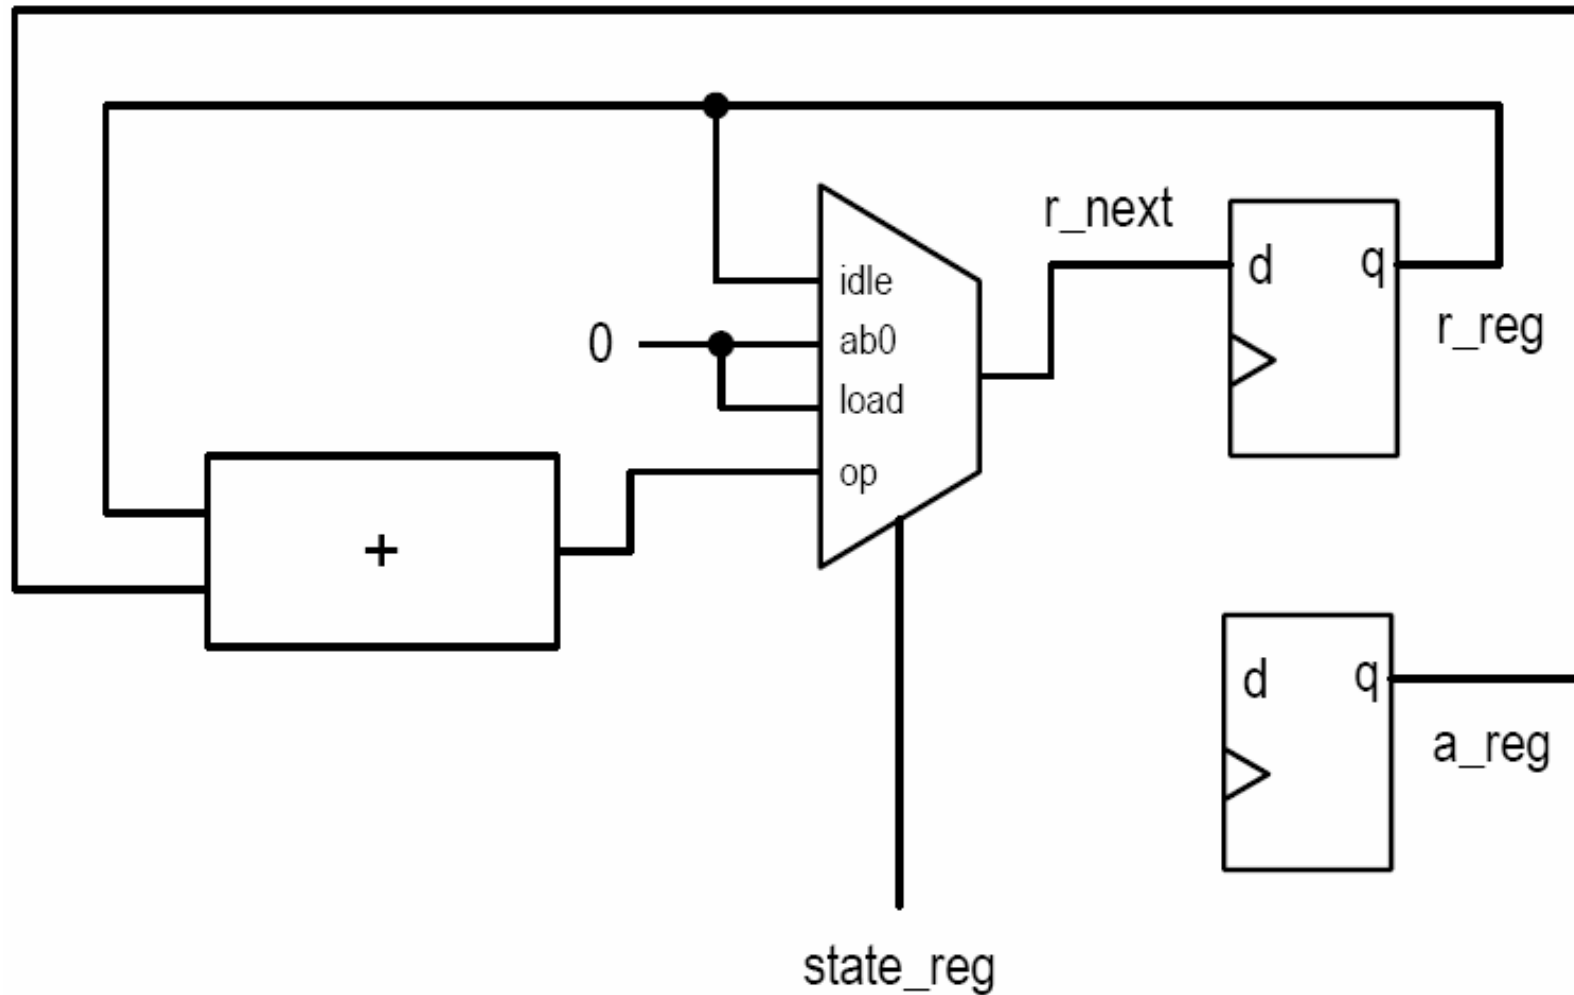 r_next
d
q
r_reg
idle
0
ab0
load
op
+
d
q
a_reg
state_reg